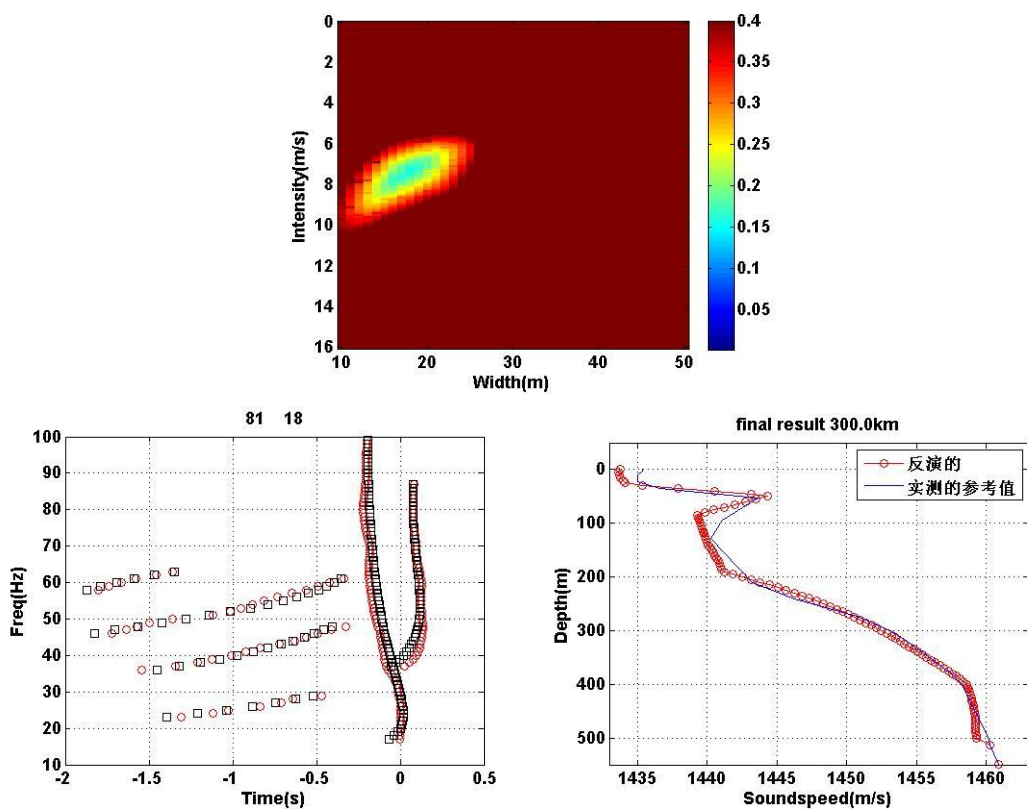 0
2
4
6
8
10
12
14
16
Intensity(m/s)
10 20 30 40 50
Width(m)
0.4
0.35
0.3
0.25
0.2
0.15
0.1
0.05
81 18
100
90
80
70
60
50
40
30
20
10
Freq(Hz)
-2 -1.5 -1 -0.5 0 0.5
Time(s)
final result 300.0km
反演的
实测的参考值
0
100
200
300
400
500
Depth(m)
1435 1440 1445 1450 1455 1460
Soundspeed(m/s)